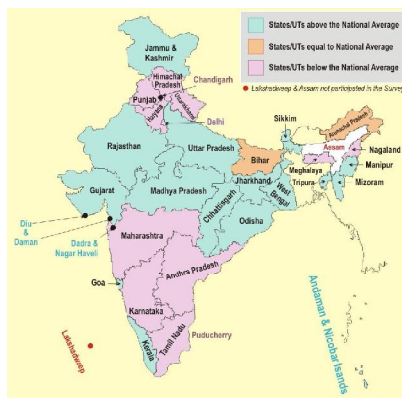 States/UTs above the National Average
States/UTs equal to National Average
States/UTs below the National Average
Lakshadweep & Assam not participated in the Survey
Jammu &
Kashmir
Himachal
Pradesh
Chandigarh
Punjab
Uttarakhand
Haryana
Delhi
Rajasthan
Uttar Pradesh
Sikkim
Arunachal Pradesh
Assam
Nagaland
Bihar
Meghalaya
Manipur
Tripura
Mizoram
Gujarat
Madhya Pradesh
Jharkhand
West
Bengal
Chhattisgarh
Odisha
Diu
&
Daman
Dadra &
Nagar Haveli
Maharashtra
Andhra Pradesh
Goa
Karnataka
Puducherry
Tamil Nadu
Kerala
Lakshadweep
Andaman & Nicobar Islands